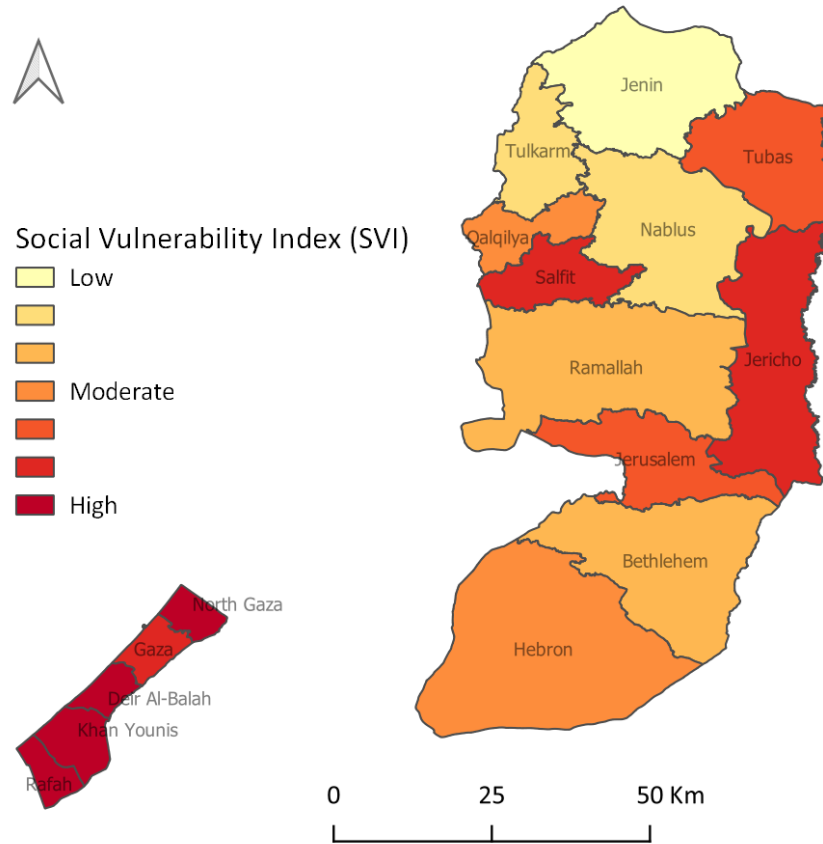 Jenin
Tulkarm
Tubas
Qalqilya
Nablus
Social Vulnerability Index (SVI)
Low
Salfit
Ramallah
Jericho
Moderate
Jerusalem
High
Bethlehem
North Gaza
Gaza
Hebron
Deir Al-Balah
Khan Younis
Rafah
0 25 50 Km